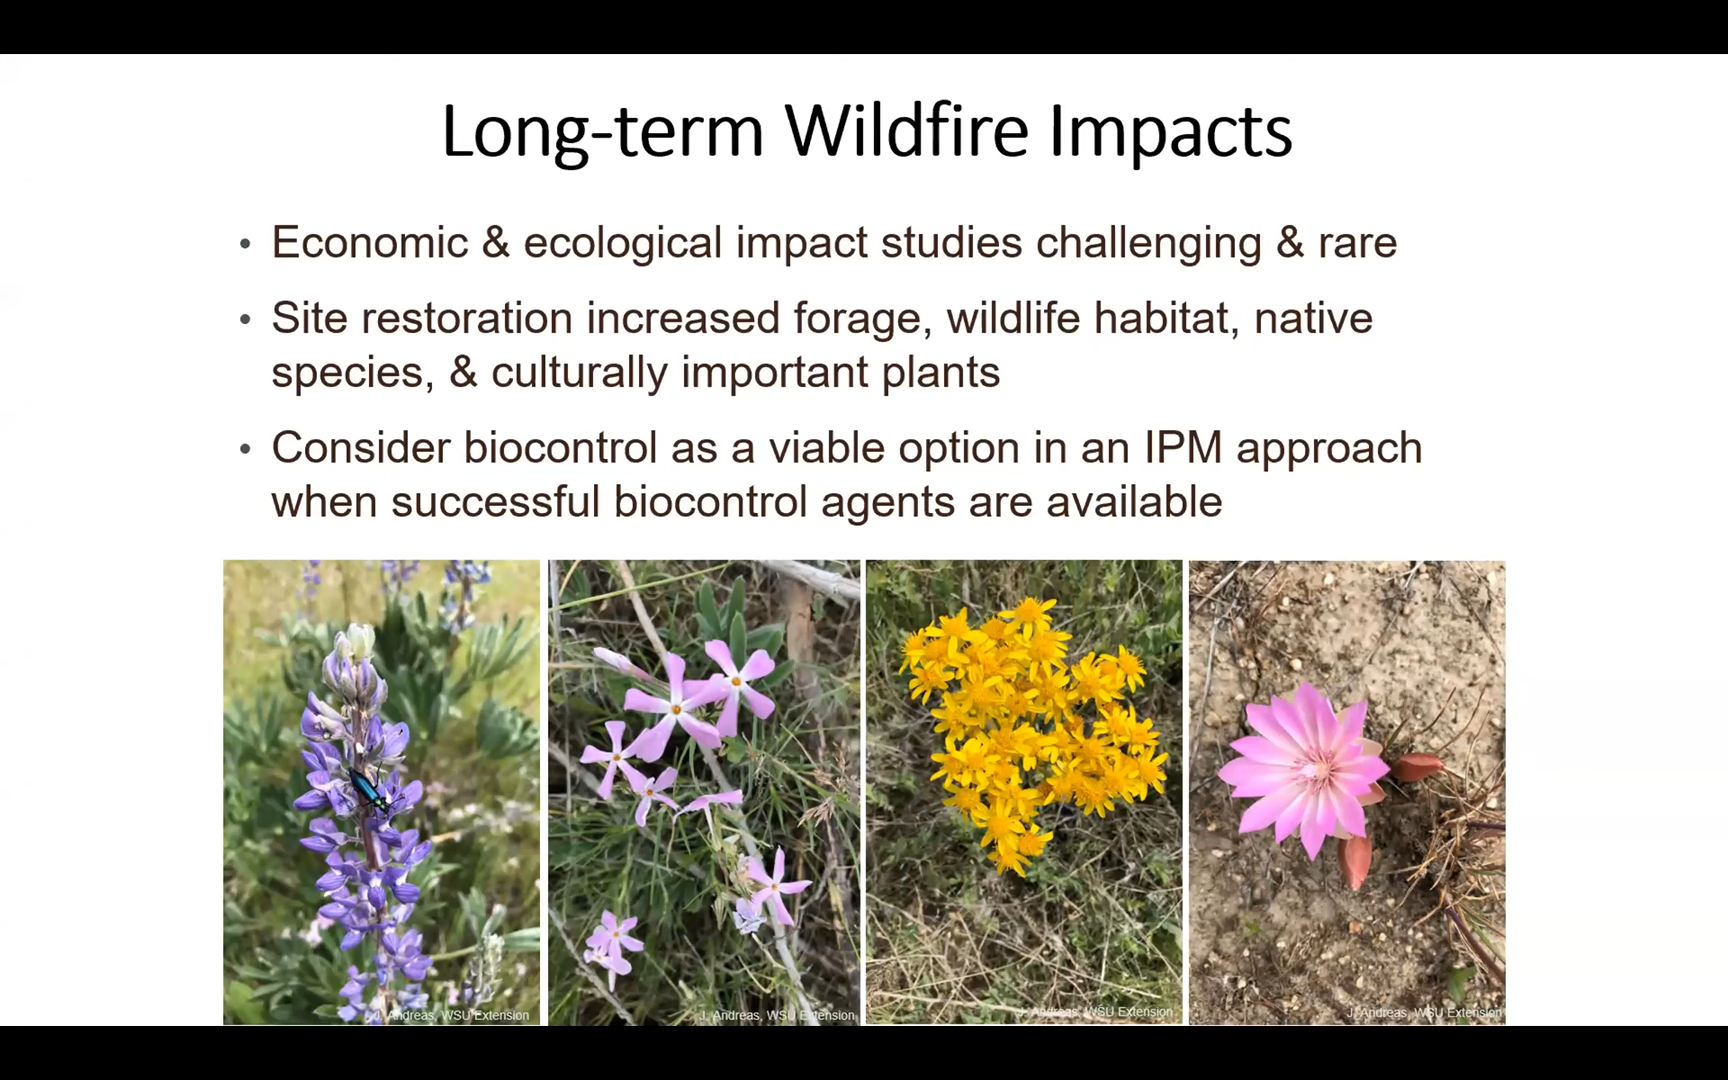 Long-term Wildfire Impacts
• Economic & ecological impact studies challenging & rare
• Site restoration increased forage, wildlife habitat, native
species, & culturally important plants
• Consider biocontrol as a viable option in an IPM approach
when successful biocontrol agents are available
J. Andreas, WSU Extension
J. Andreas, WSU Extension
J. Andreas, WSU Extension
J. Andreas, WSU Extension